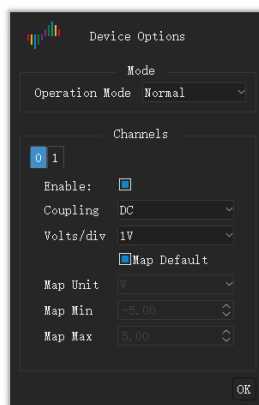 Device Options
Mode
Operation Mode Normal
Channels
0 1
Enable:
Coupling DC
Volts/div 1V
Map Default
Map Unit V
Map Min -5.00
Map Max 5.00
OK